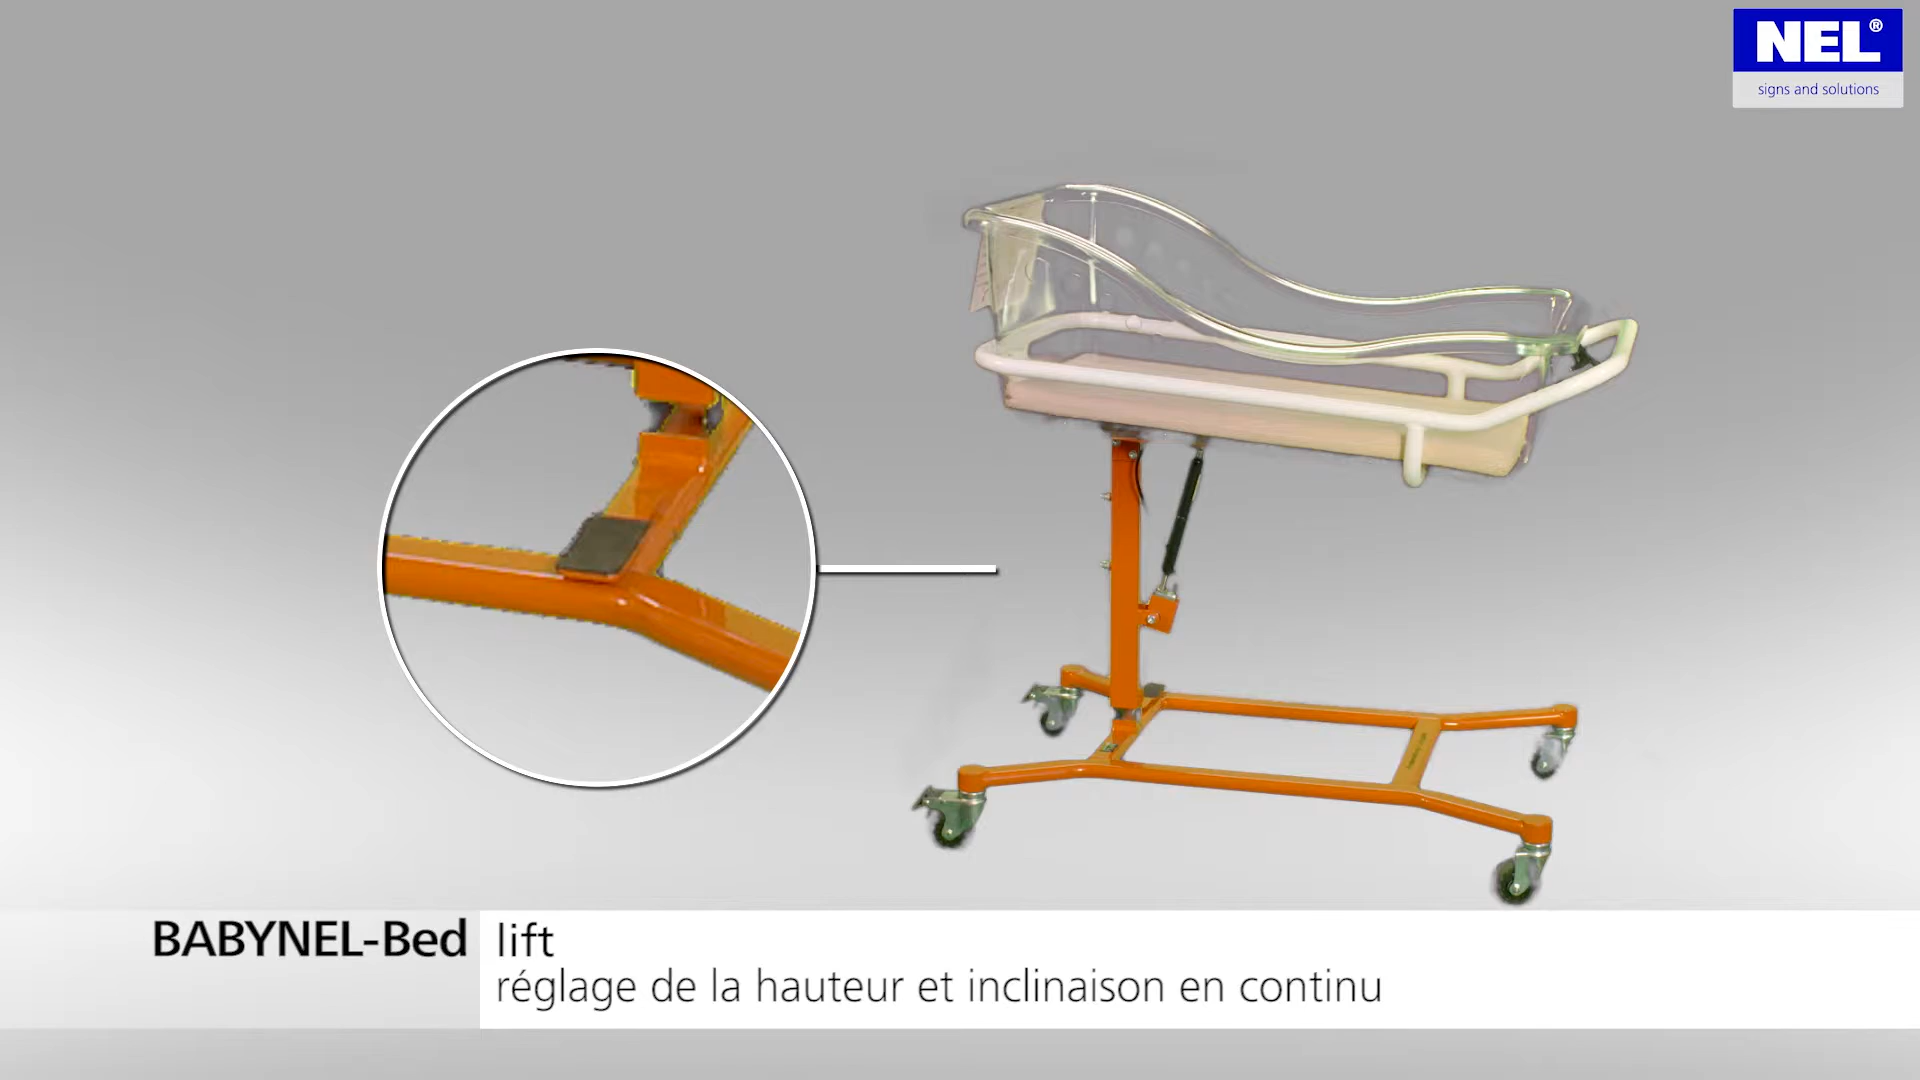 NEL®
signs and solutions
BABYNEL-Bed lift
réglage de la hauteur et inclinaison en continu